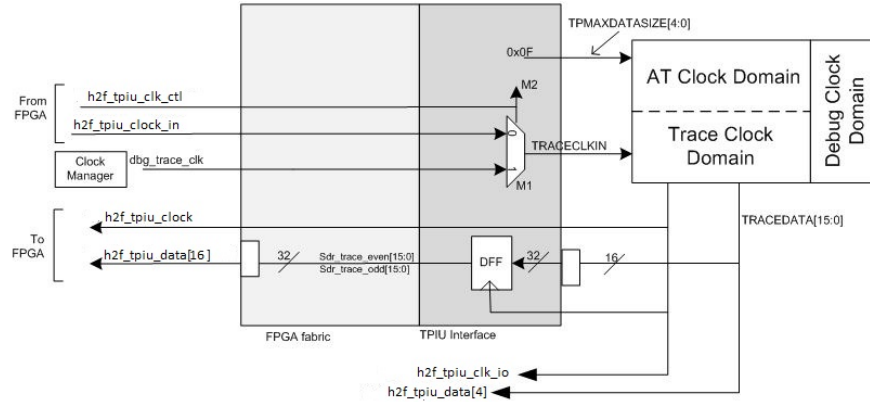 TPMAXDATASIZE[4:0]
0x0F
AT Clock Domain
Debug Clock
Domain
From
FPGA
h2f_tpiu_clk_ctl
M2
h2f_tpiu_clock_in
0
TRACECLKIN
Trace Clock
Domain
Clock
Manager
dbg_trace_clk
1
M1
To
FPGA
h2f_tpiu_clock
TRACEDATA[15:0]
h2f_tpiu_data[16]
32
Sdr_trace_even[15:0]
Sdr_trace_odd[15:0]
DFF
32
16
FPGA fabric
TPIU Interface
h2f_tpiu_clk_io
h2f_tpiu_data[4]